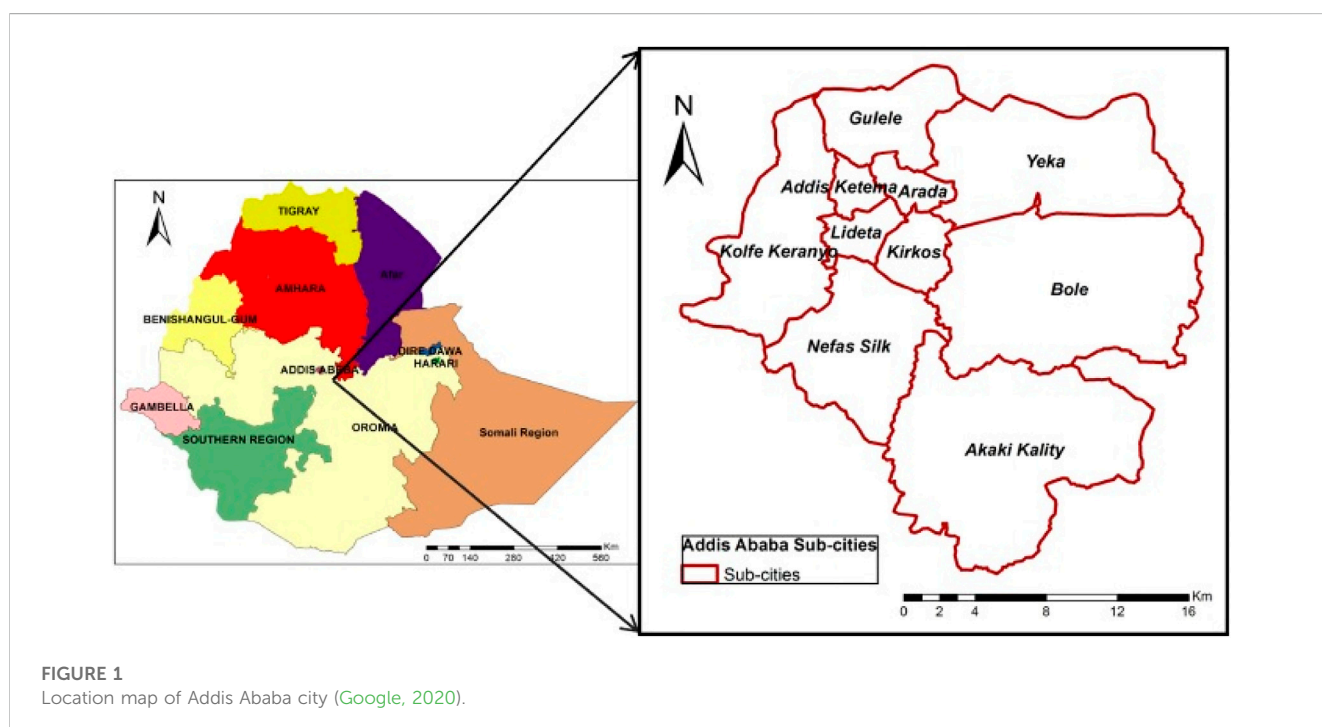 N
TIGRAY
Afar
AMHARA
BENISHANGUL-GUM
DIRE DAWA
HARARI
ADDIS ABEBA
GAMBELLA
OROMIA
SOUTHERN REGION
Somali Region
Km
0 70 140 280 420 560
N
Gulele
Yeka
Addis Ketema
Arada
Lideta
Kolfe Keranyo
Kirkos
Bole
Nefas Silk
Akaki Kality
Addis Ababa Sub-cities
Sub-cities
Km
0 2 4 8 12 16
FIGURE 1
Location map of Addis Ababa city (Google, 2020).